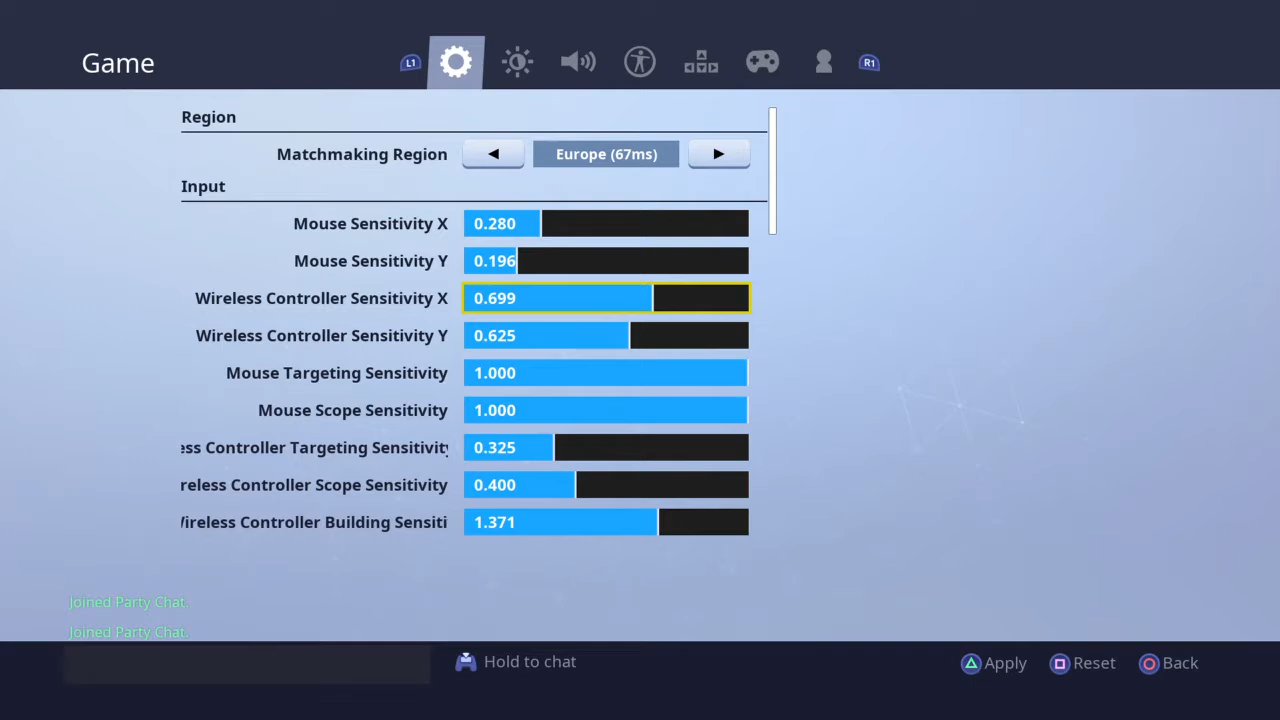 Game
L1
R1
Region
Matchmaking Region
Europe (67ms)
Input
Mouse Sensitivity X
0.280
Mouse Sensitivity Y
0.196
Wireless Controller Sensitivity X
0.699
Wireless Controller Sensitivity Y
0.625
Mouse Targeting Sensitivity
1.000
Mouse Scope Sensitivity
1.000
ess Controller Targeting Sensitivity
0.325
reless Controller Scope Sensitivity
0.400
Wireless Controller Building Sensiti
1.371
Joined Party Chat.
Joined Party Chat.
Hold to chat
Apply
Reset
Back